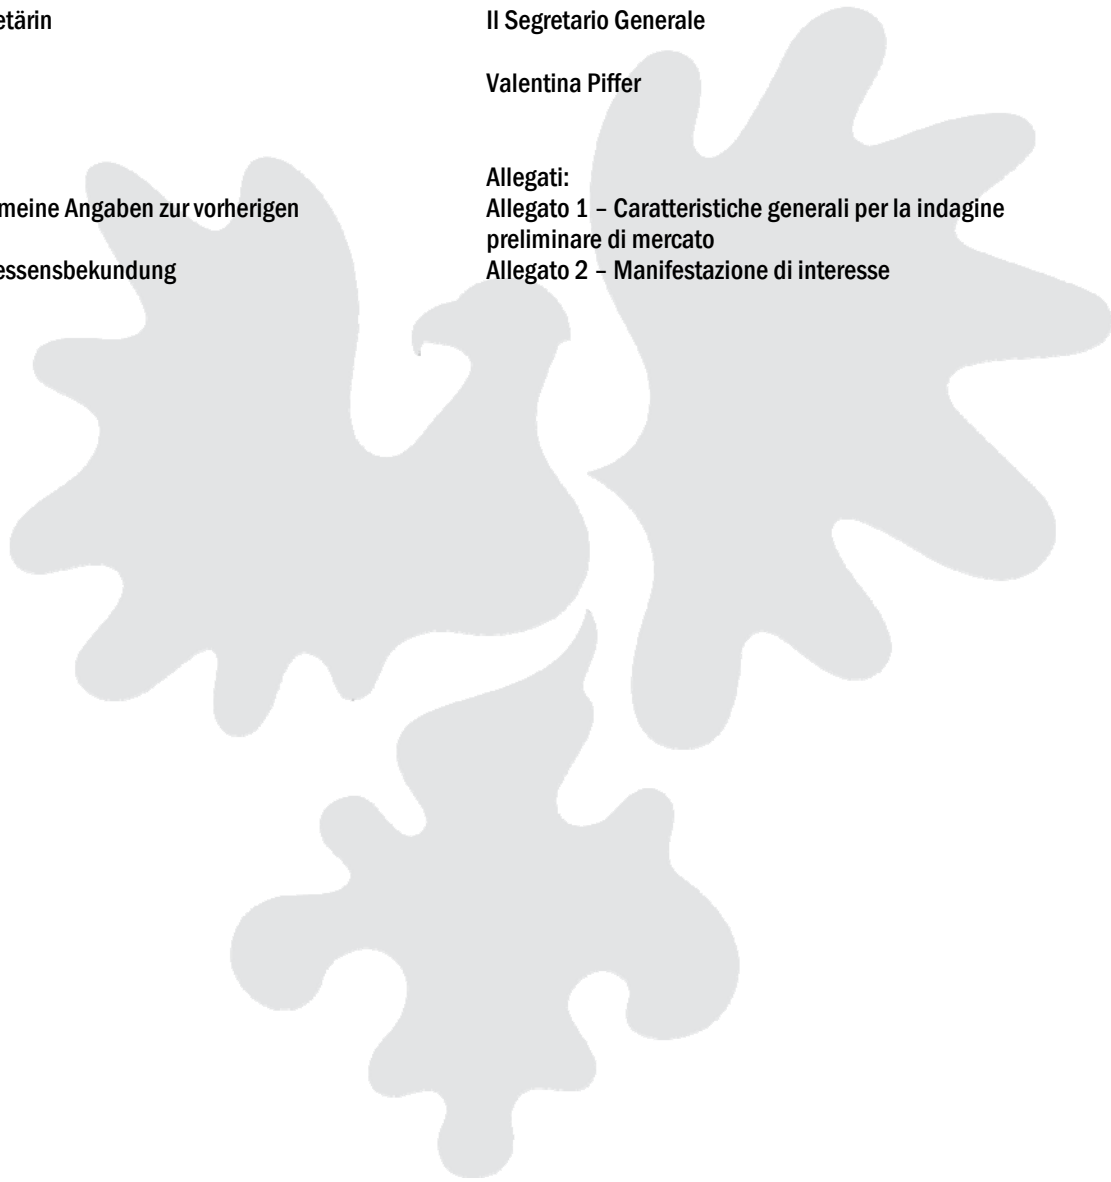 etärin
meine Angaben zur vorherigen
essensbekundung
Il Segretario Generale
Valentina Piffer
Allegati:
Allegato 1 – Caratteristiche generali per la indagine
preliminare di mercato
Allegato 2 – Manifestazione di interesse